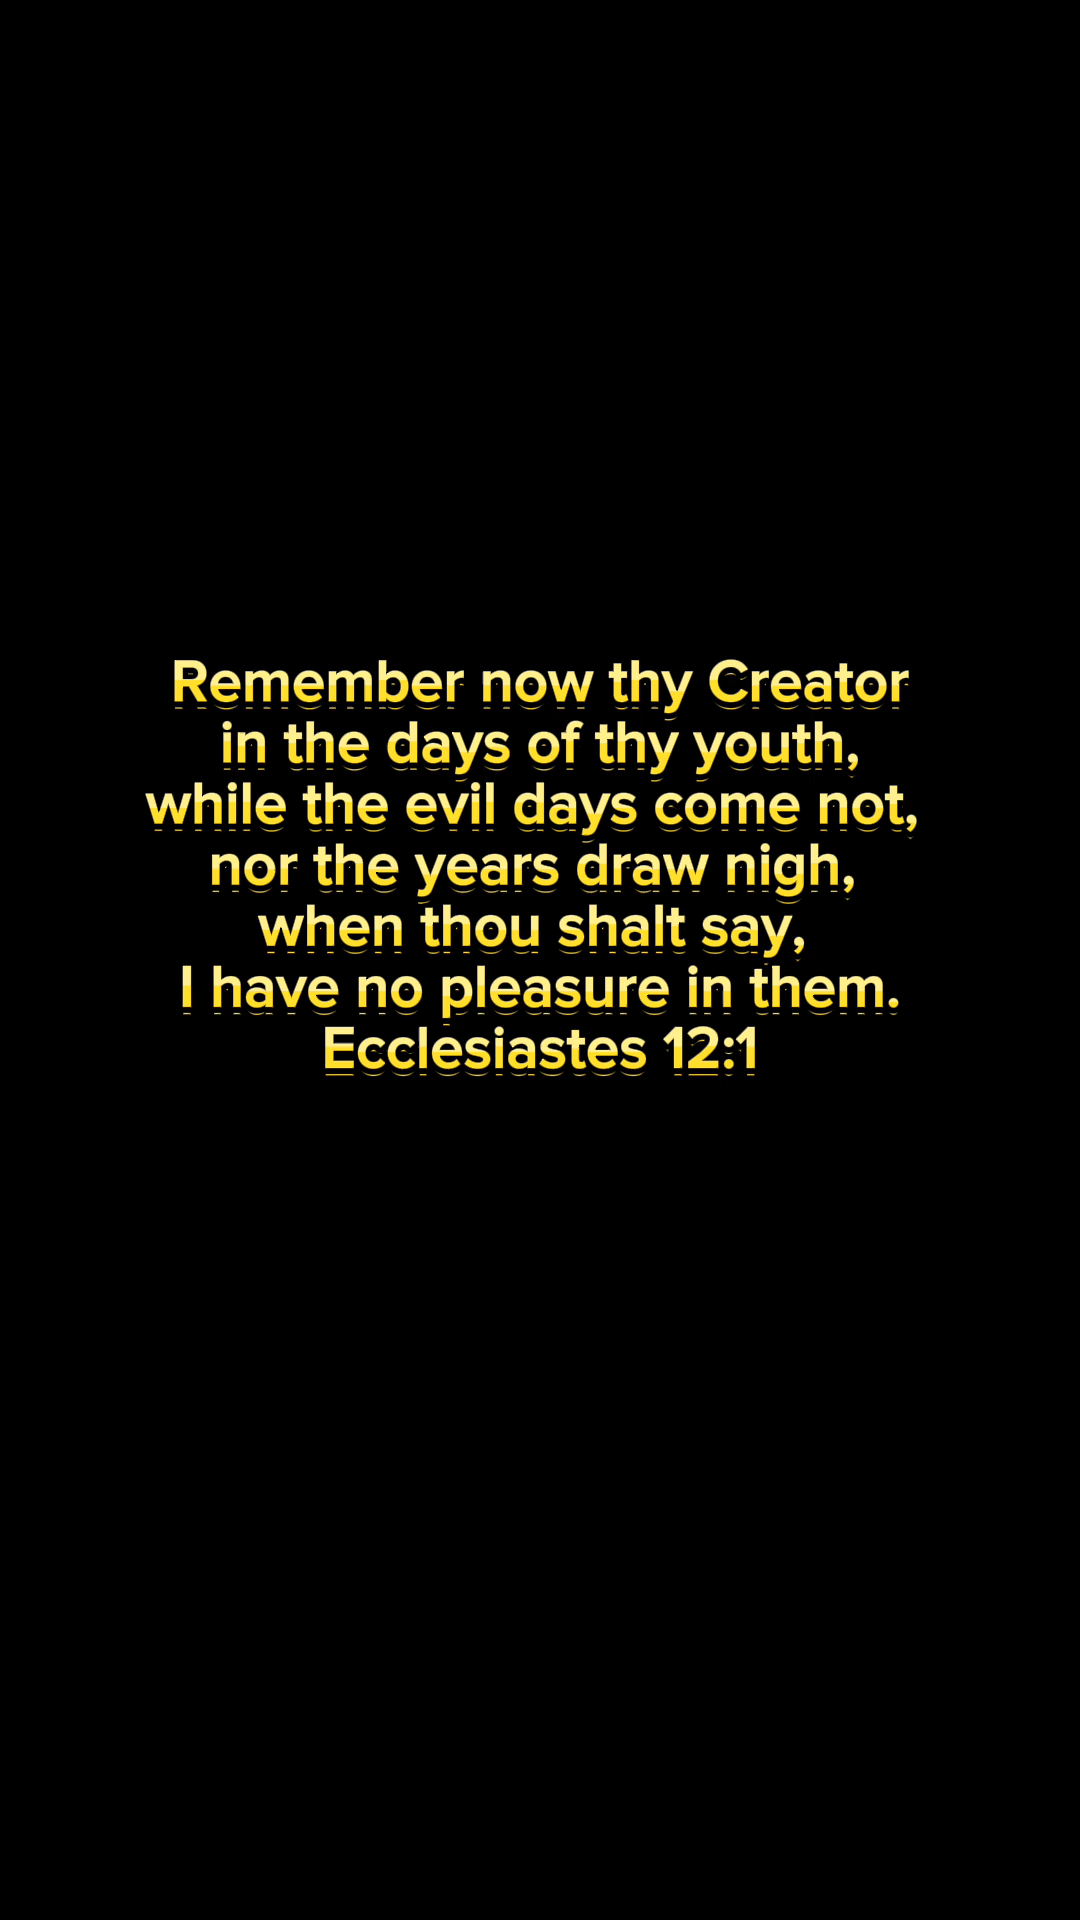 Remember now thy Creator
in the days of thy youth,
while the evil days come not,
nor the years draw nigh,
when thou shalt say,
I have no pleasure in them.
Ecclesiastes 12:1